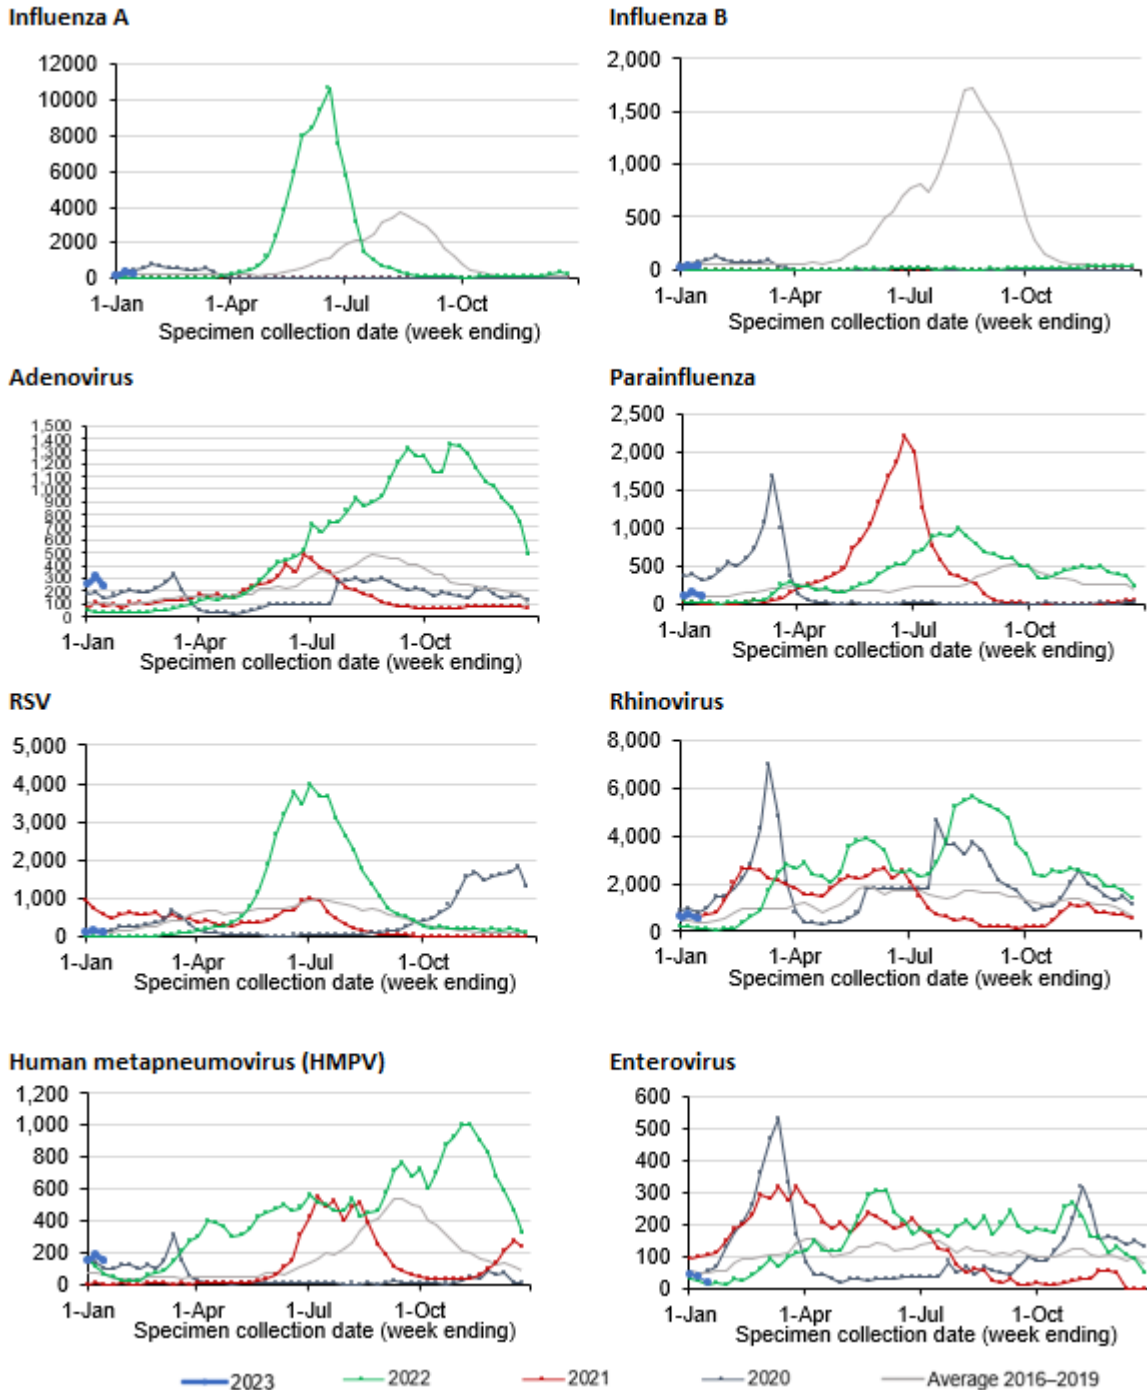 Influenza A
12000
10000
8000
6000
4000
2000
0
1-Jan 1-Apr 1-Jul 1-Oct
Specimen collection date (week ending)
Influenza B
2,000
1,500
1,000
500
0
1-Jan 1-Apr 1-Jul 1-Oct
Specimen collection date (week ending)
Adenovirus
1,500
1,400
1,300
1,200
1,100
1,000
900
800
700
600
500
400
300
200
100
0
1-Jan 1-Apr 1-Jul 1-Oct
Specimen collection date (week ending)
Parainfluenza
2,500
2,000
1,500
1,000
500
0
1-Jan 1-Apr 1-Jul 1-Oct
Specimen collection date (week ending)
RSV
5,000
4,000
3,000
2,000
1,000
0
1-Jan 1-Apr 1-Jul 1-Oct
Specimen collection date (week ending)
Rhinovirus
8,000
6,000
4,000
2,000
0
1-Jan 1-Apr 1-Jul 1-Oct
Specimen collection date (week ending)
Human metapneumovirus (HMPV)
1,200
1,000
800
600
400
200
0
1-Jan 1-Apr 1-Jul 1-Oct
Specimen collection date (week ending)
Enterovirus
600
500
400
300
200
100
0
1-Jan 1-Apr 1-Jul 1-Oct
Specimen collection date (week ending)
2023 2022 2021 2020 Average 2016–2019